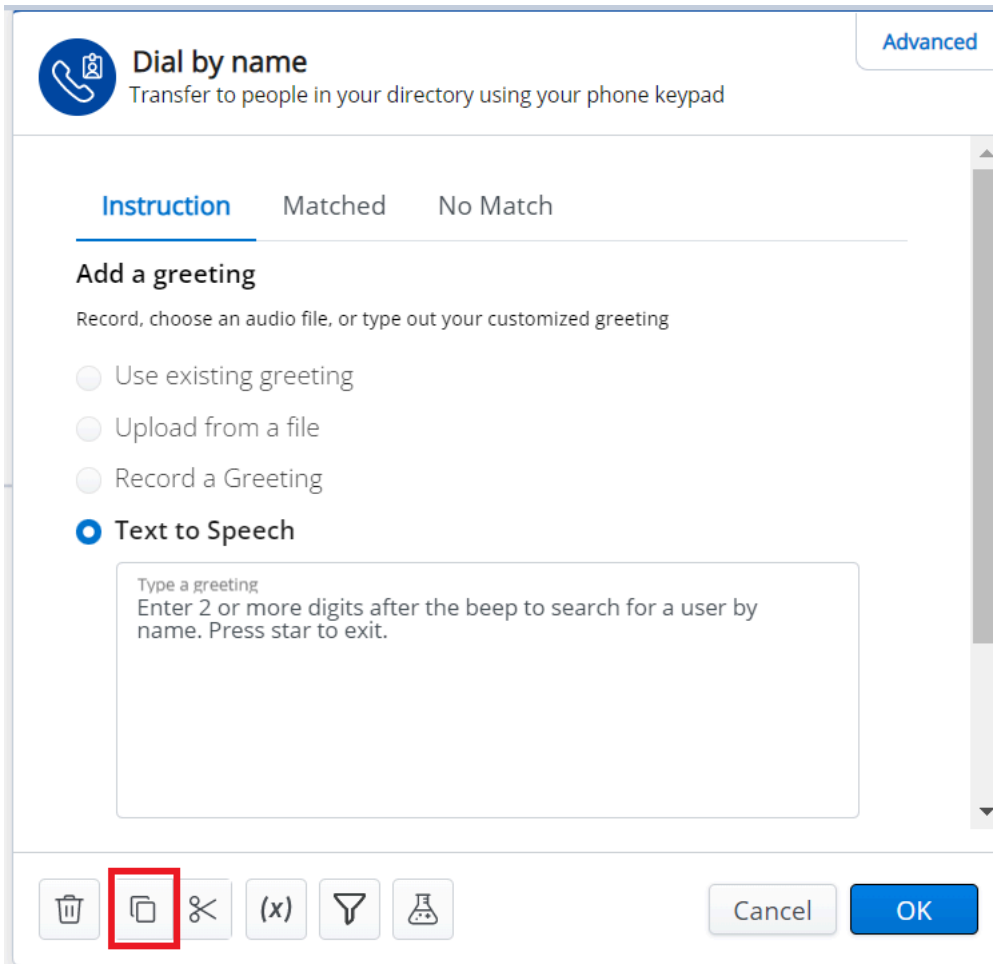 Advanced
Dial by name
Transfer to people in your directory using your phone keypad
Instruction Matched No Match
Add a greeting
Record, choose an audio file, or type out your customized greeting
Use existing greeting
Upload from a file
Record a Greeting
Text to Speech
Type a greeting
Enter 2 or more digits after the beep to search for a user by
name. Press star to exit.
(x) Cancel OK